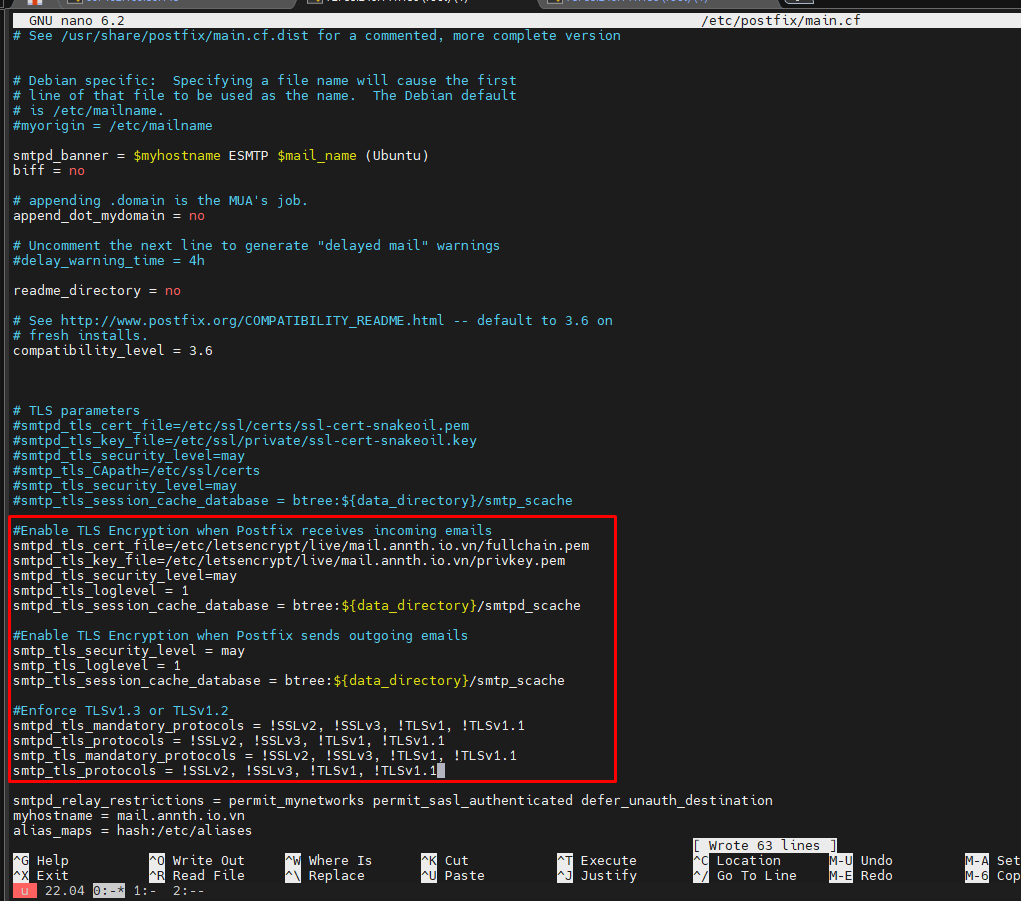 GNU nano 6.2 /etc/postfix/main.cf
# See /usr/share/postfix/main.cf.dist for a commented, more complete version
# Debian specific:  Specifying a file name will cause the first
# line of that file to be used as the name.  The Debian default
# is /etc/mailname.
#myorigin = /etc/mailname
smtpd_banner = $myhostname ESMTP $mail_name (Ubuntu)
biff = no
# appending .domain is the MUA's job.
append_dot_mydomain = no
# Uncomment the next line to generate "delayed mail" warnings
#delay_warning_time = 4h
readme_directory = no
# See http://www.postfix.org/COMPATIBILITY_README.html -- default to 3.6 on
# fresh installs.
compatibility_level = 3.6
# TLS parameters
#smtpd_tls_cert_file=/etc/ssl/certs/ssl-cert-snakeoil.pem
#smtpd_tls_key_file=/etc/ssl/private/ssl-cert-snakeoil.key
#smtpd_tls_security_level=may
#smtp_tls_CApath=/etc/ssl/certs
#smtp_tls_security_level=may
#smtp_tls_session_cache_database = btree:${data_directory}/smtp_scache
#Enable TLS Encryption when Postfix receives incoming emails
smtpd_tls_cert_file=/etc/letsencrypt/live/mail.annth.io.vn/fullchain.pem
smtpd_tls_key_file=/etc/letsencrypt/live/mail.annth.io.vn/privkey.pem
smtpd_tls_security_level=may
smtpd_tls_loglevel = 1
smtpd_tls_session_cache_database = btree:${data_directory}/smtpd_scache
#Enable TLS Encryption when Postfix sends outgoing emails
smtp_tls_security_level = may
smtp_tls_loglevel = 1
smtp_tls_session_cache_database = btree:${data_directory}/smtp_scache
#Enforce TLSv1.3 or TLSv1.2
smtpd_tls_mandatory_protocols = !SSLv2, !SSLv3, !TLSv1, !TLSv1.1
smtpd_tls_protocols = !SSLv2, !SSLv3, !TLSv1, !TLSv1.1
smtp_tls_mandatory_protocols = !SSLv2, !SSLv3, !TLSv1, !TLSv1.1
smtp_tls_protocols = !SSLv2, !SSLv3, !TLSv1, !TLSv1.1
smtpd_relay_restrictions = permit_mynetworks permit_sasl_authenticated defer_unauth_destination
myhostname = mail.annth.io.vn
alias_maps = hash:/etc/aliases
[ Wrote 63 lines ]
^G Help ^O Write Out ^W Where Is ^K Cut ^T Execute ^C Location M-U Undo M-A Set
^X Exit ^R Read File ^\ Replace ^U Paste ^J Justify ^/ Go To Line M-E Redo M-6 Cop
u 22.04 0:-* 1:- 2:--